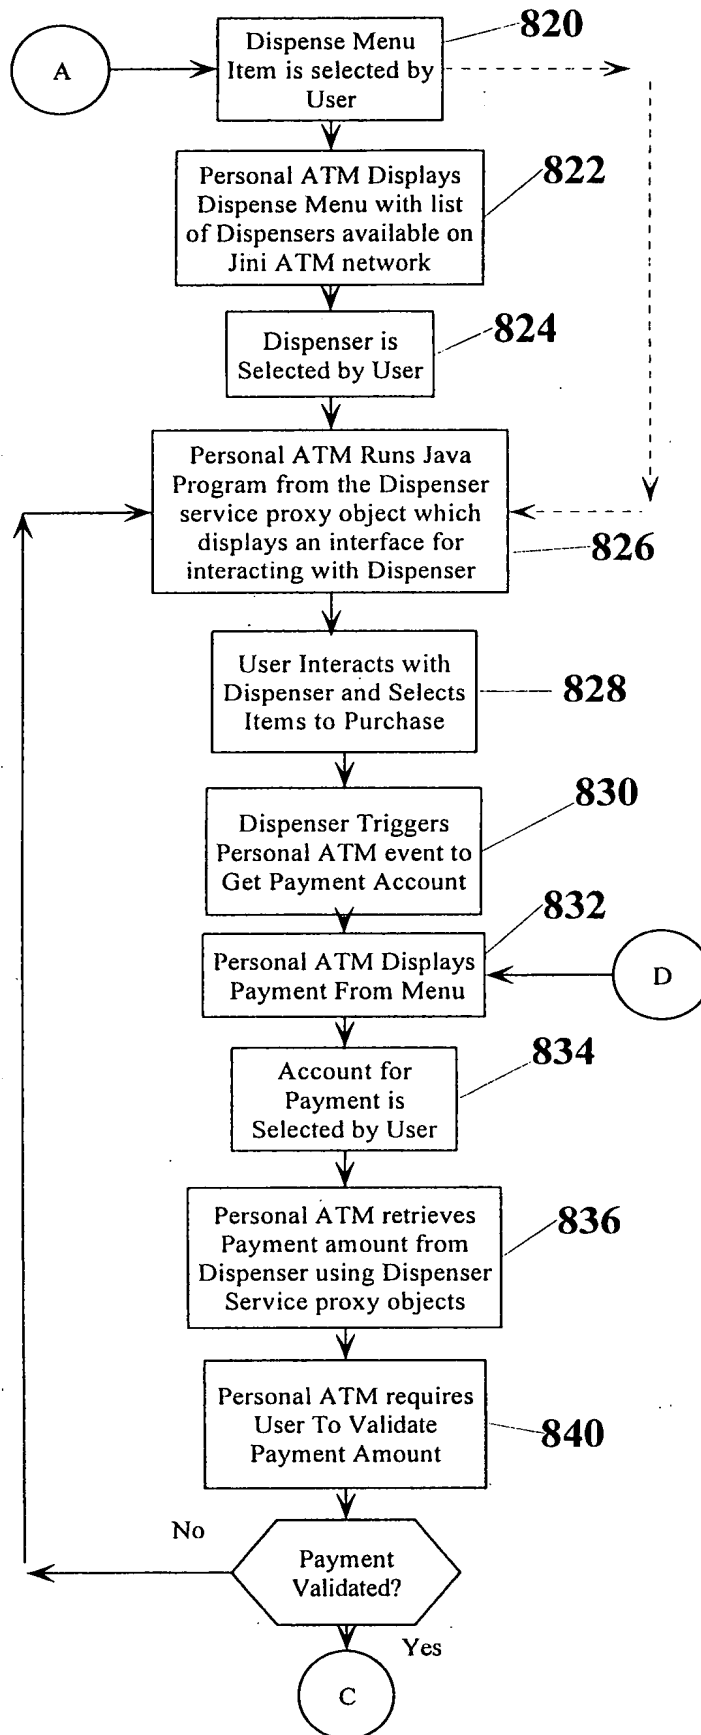 820
A
Dispense Menu
Item is selected by
User
822
Personal ATM Displays
Dispense Menu with list
of Dispensers available on
Jini ATM network
824
Dispenser is
Selected by User
Personal ATM Runs Java
Program from the Dispenser
service proxy object which
displays an interface for
interacting with Dispenser
826
User Interacts with
Dispenser and Selects
Items to Purchase
828
830
Dispenser Triggers
Personal ATM event to
Get Payment Account
832
Personal ATM Displays
Payment From Menu
D
834
Account for
Payment is
Selected by User
836
Personal ATM retrieves
Payment amount from
Dispenser using Dispenser
Service proxy objects
Personal ATM requires
User To Validate
Payment Amount
840
No
Payment
Validated?
Yes
C